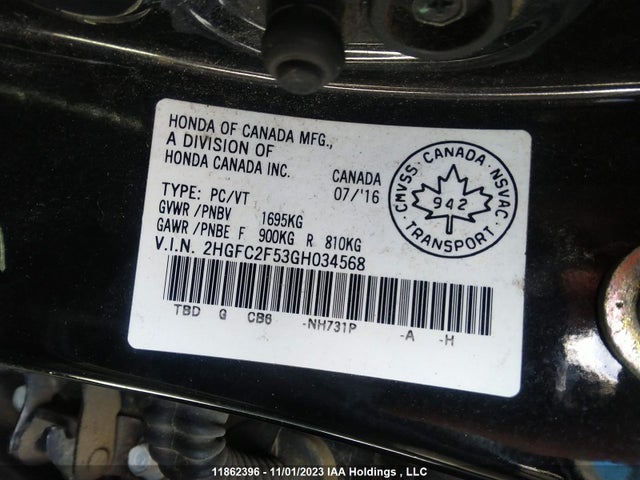 HONDA OF CANADA MFG.,
A DIVISION OF
HONDA CANADA INC.
CANADA
07/'16
TYPE: PC/VT
GVWR/PNBV 1695KG
GAWR/PNBE F 900KG R 810KG
V.I.N. 2HGFC2F53GH034568
TBD G CB6 -NH731P -A -H
CMVSS · CANADA · NSVAC
942
TRANSPORT
11862396 - 11/01/2023 IAA Holdings , LLC